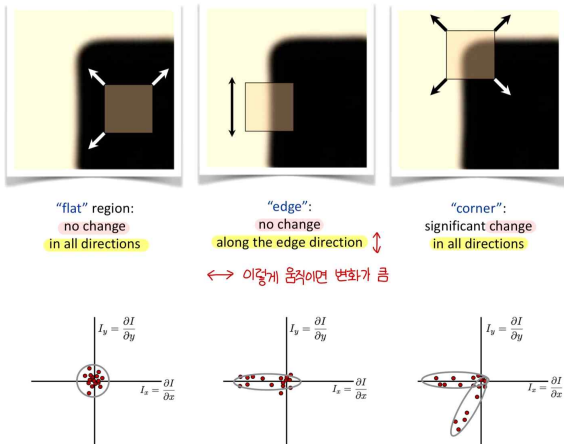 "flat" region:
no change
in all directions
"edge":
no change
along the edge direction
↔ 이렇게 움직이면 변화가 큼
"corner":
significant change
in all directions
I_y = ∂I/∂y
I_x = ∂I/∂x
I_y = ∂I/∂y
I_x = ∂I/∂x
I_y = ∂I/∂y
I_x = ∂I/∂x